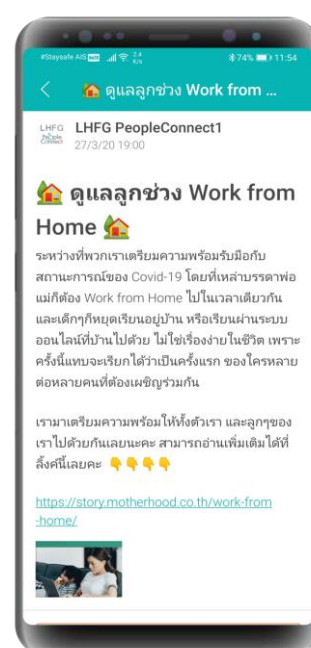 #Staysafe AIS 2.4 K/s 74% 11:54
🏡 ดูแลลูกช่วง Work from ...
LHFG PeopleConnect1
LHFG People Connect 27/3/20 19:00
🏡 ดูแลลูกช่วง Work from
Home 🏡
ระหว่างที่พวกเราเตรียมความพร้อมรับมือกับ
สถานะการณ์ของ Covid-19 โดยที่เหล่าบรรดาพ่อ
แม่ก็ต้อง Work from Home ไปในเวลาเดียวกัน
และเด็กๆก็หยุดเรียนอยู่บ้าน หรือเรียนผ่านระบบ
ออนไลน์ที่บ้านไปด้วย ไม่ใช่เรื่องง่ายในชีวิต เพราะ
ครั้งนี้แทบจะเรียกได้ว่าเป็นครั้งแรก ของใครหลาย
ต่อหลายคนที่ต้องเผชิญร่วมกัน
เรามาเตรียมความพร้อมให้ทั้งตัวเรา และลูกๆของ
เราไปด้วยกันเลยนะคะ สามารถอ่านเพิ่มเติมได้ที่
ลิ้งค์นี้เลยคะ 👇👇👇👇
https://story.motherhood.co.th/work-from
-home/